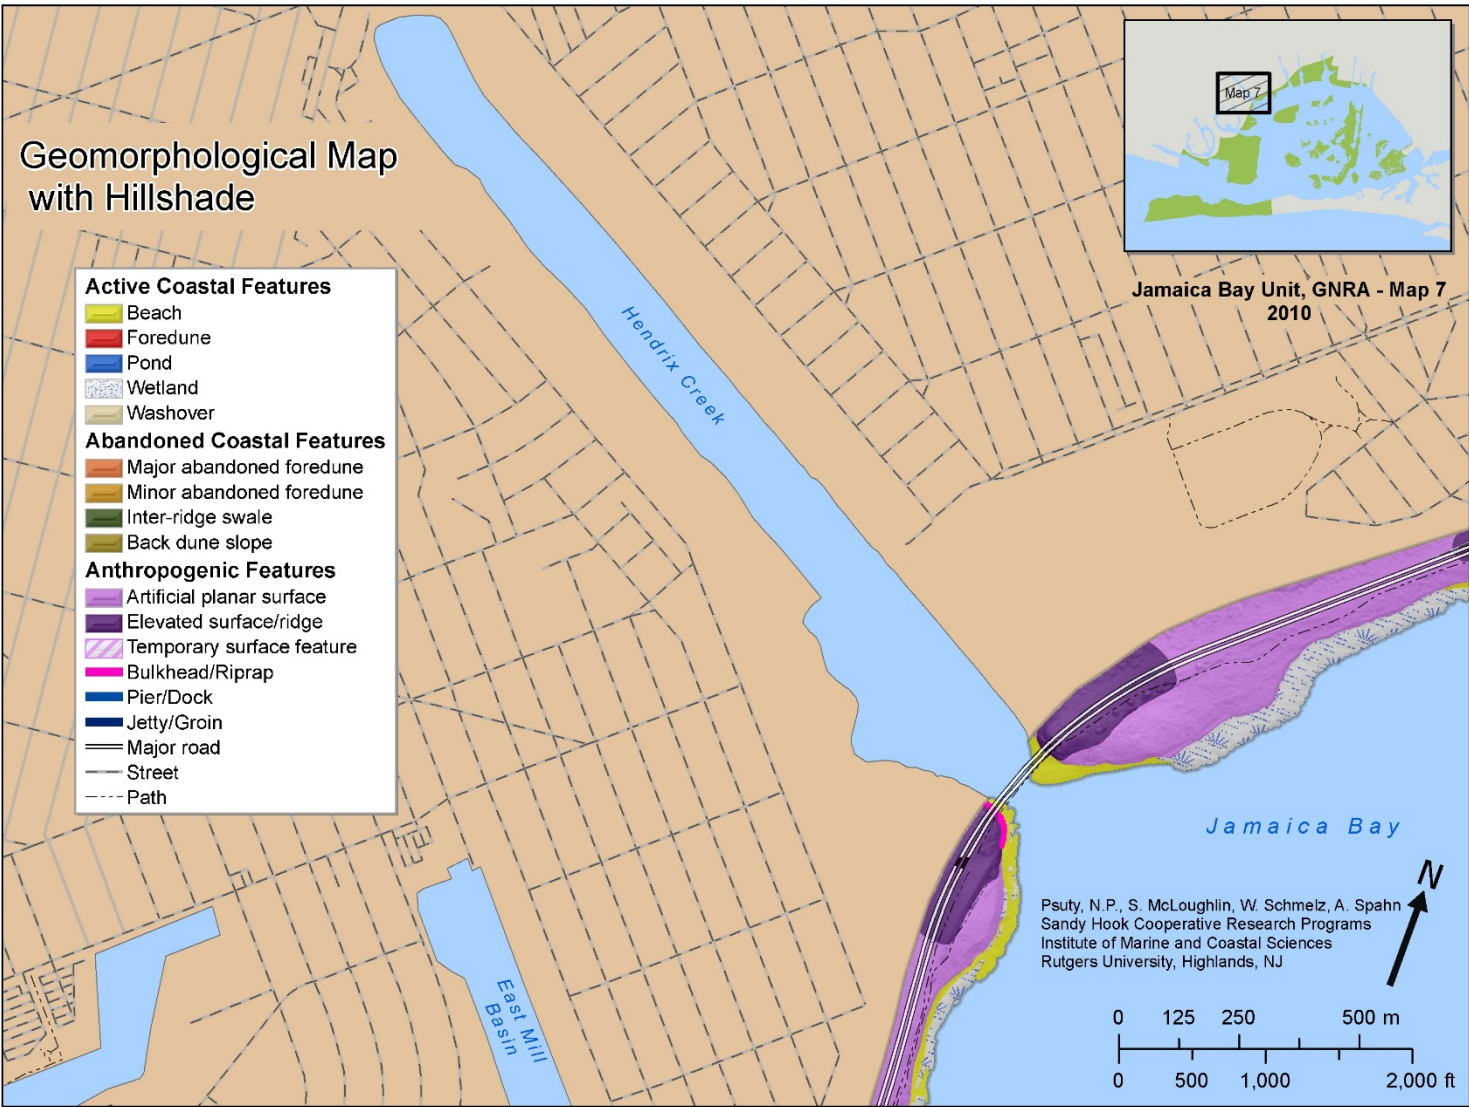 Geomorphological Map
with Hillshade
Active Coastal Features
Beach
Foredune
Pond
Wetland
Washover
Abandoned Coastal Features
Major abandoned foredune
Minor abandoned foredune
Inter-ridge swale
Back dune slope
Anthropogenic Features
Artificial planar surface
Elevated surface/ridge
Temporary surface feature
Bulkhead/Riprap
Pier/Dock
Jetty/Groin
Major road
Street
Path
Hendrix Creek
East Mill
Basin
Map 7
Jamaica Bay Unit, GNRA - Map 7
2010
Jamaica Bay
N
Psuty, N.P., S. McLoughlin, W. Schmelz, A. Spahn
Sandy Hook Cooperative Research Programs
Institute of Marine and Coastal Sciences
Rutgers University, Highlands, NJ
0 125 250 500 m
0 500 1,000 2,000 ft